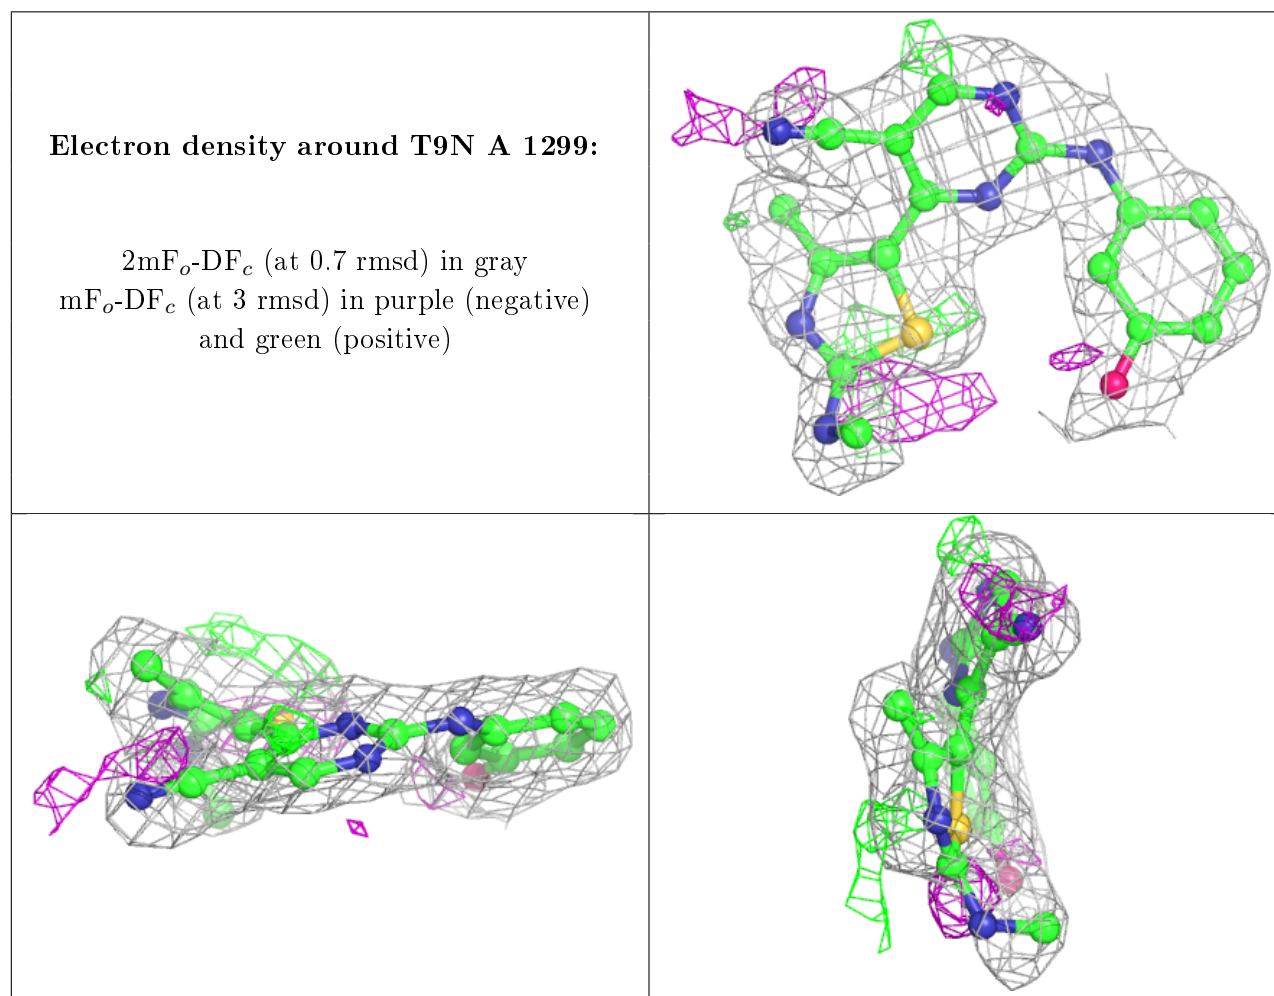 Electron density around T9N A 1299:
2mFₒ-DF𝒸 (at 0.7 rmsd) in gray
mFₒ-DF𝒸 (at 3 rmsd) in purple (negative)
and green (positive)